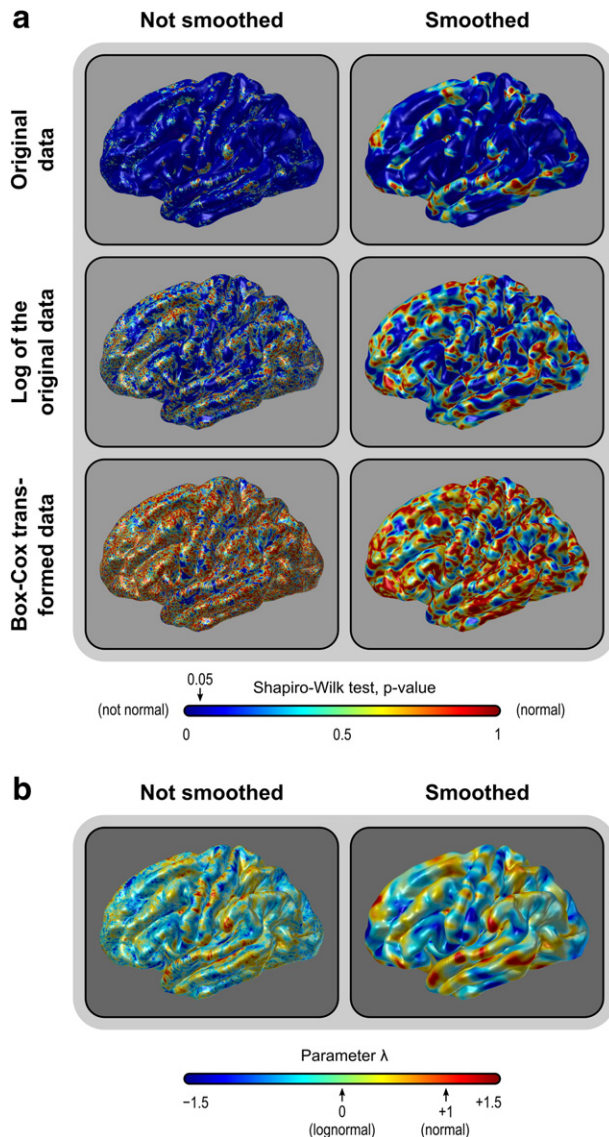 a
Not smoothed
Smoothed
Original
data
Log of the
original data
Box-Cox trans-
formed data
0.05
Shapiro-Wilk test, p-value
(not normal)
(normal)
0
0.5
1
b
Not smoothed
Smoothed
Parameter λ
−1.5
0
+1
+1.5
(lognormal)
(normal)